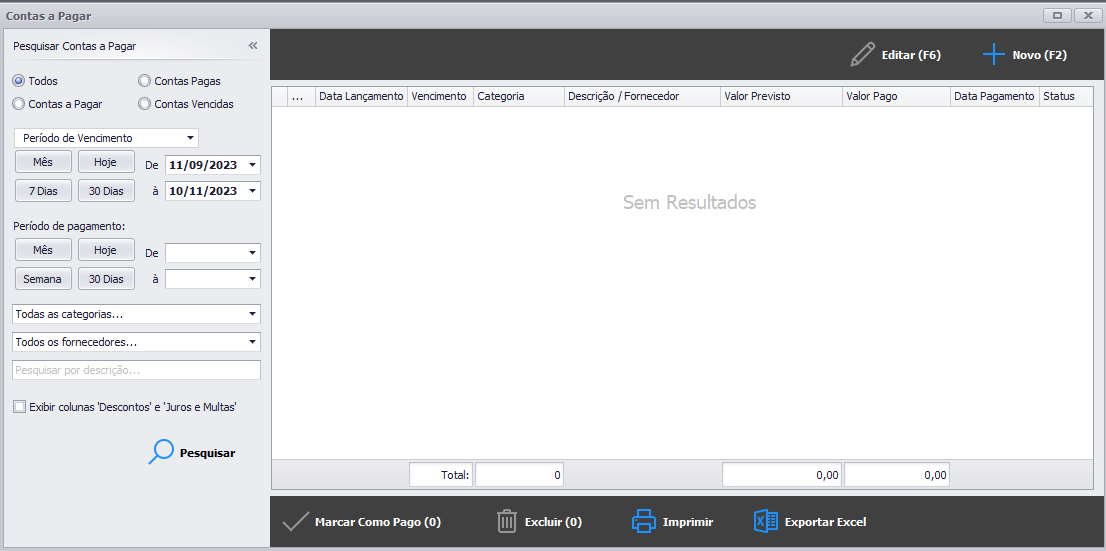 Contas a Pagar
Pesquisar Contas a Pagar
Todos
Contas Pagas
Contas a Pagar
Contas Vencidas
Período de Vencimento
Mês
Hoje
De
11/09/2023
7 Dias
30 Dias
à
10/11/2023
Período de pagamento:
Mês
Hoje
De
Semana
30 Dias
à
Todas as categorias...
Todos os fornecedores...
Pesquisar por descrição...
Exibir colunas 'Descontos' e 'Juros e Multas'
Pesquisar
Editar (F6)
Novo (F2)
... Data Lançamento Vencimento Categoria Descrição / Fornecedor Valor Previsto Valor Pago Data Pagamento Status
Sem Resultados
Total: 0 0,00 0,00
Marcar Como Pago (0)
Excluir (0)
Imprimir
Exportar Excel